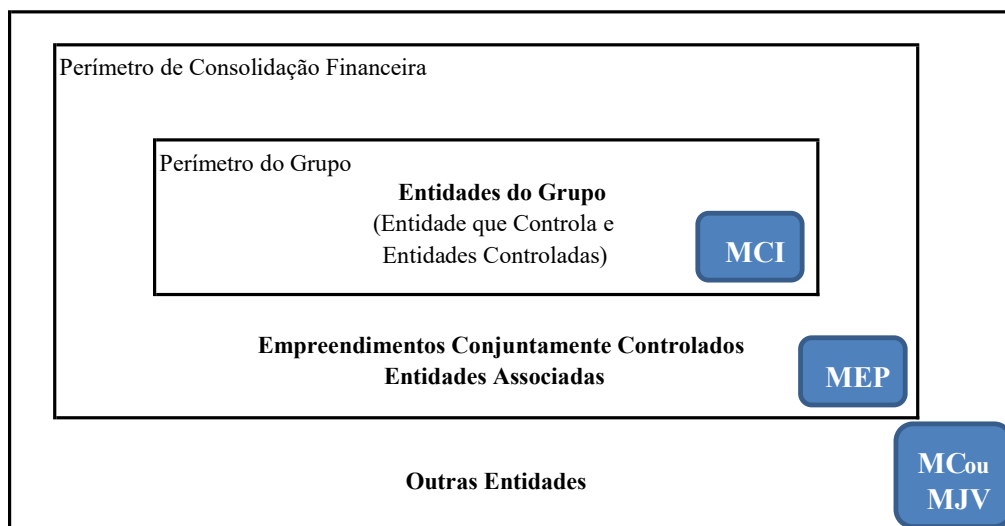 Perímetro de Consolidação Financeira
Perímetro do Grupo
Entidades do Grupo
(Entidade que Controla e
Entidades Controladas)
MCI
Empreendimentos Conjuntamente Controlados
Entidades Associadas
MEP
Outras Entidades
MCou
MJV